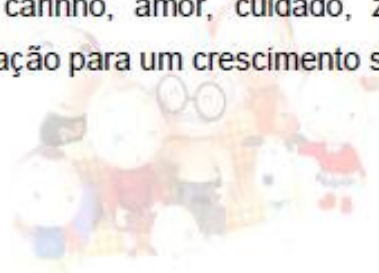 carinho, amor, cuidado,
ação para um crescimento s